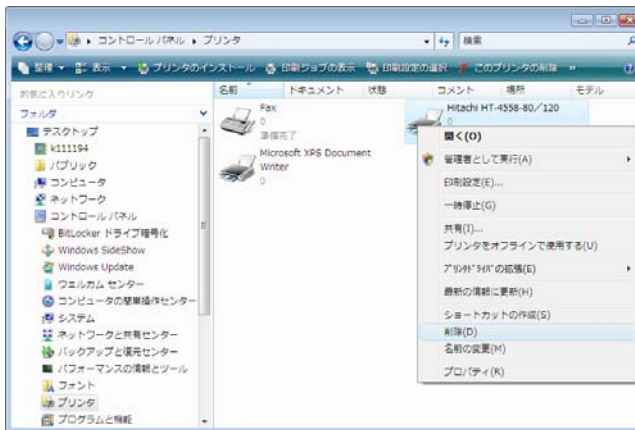 コントロール パネル ▸ プリンタ
検索
整理 表示 プリンタのインストール 印刷ジョブの表示 印刷設定の選択 このプリンタの削除 »
お気に入りリンク
名前 ドキュメント 状態 コメント 場所 モデル
フォルダ
デスクトップ
k111194
パブリック
コンピュータ
ネットワーク
コントロール パネル
BitLocker ドライブ暗号化
Windows SideShow
Windows Update
ウェルカム センター
コンピュータの簡単操作センター
システム
ネットワークと共有センター
バックアップと復元センター
パフォーマンスの情報とツール
フォント
プリンタ
プログラムと機能
Fax
0
準備完了
Microsoft XPS Document
Writer
0
Hitachi HT-4558-80/120
0
開く(O)
管理者として実行(A)
印刷設定(E)...
一時停止(G)
共有(I)...
プリンタをオフラインで使用する(U)
プリンタドライバの拡張(E)
最新の情報に更新(H)
ショートカットの作成(S)
削除(D)
名前の変更(M)
プロパティ(R)